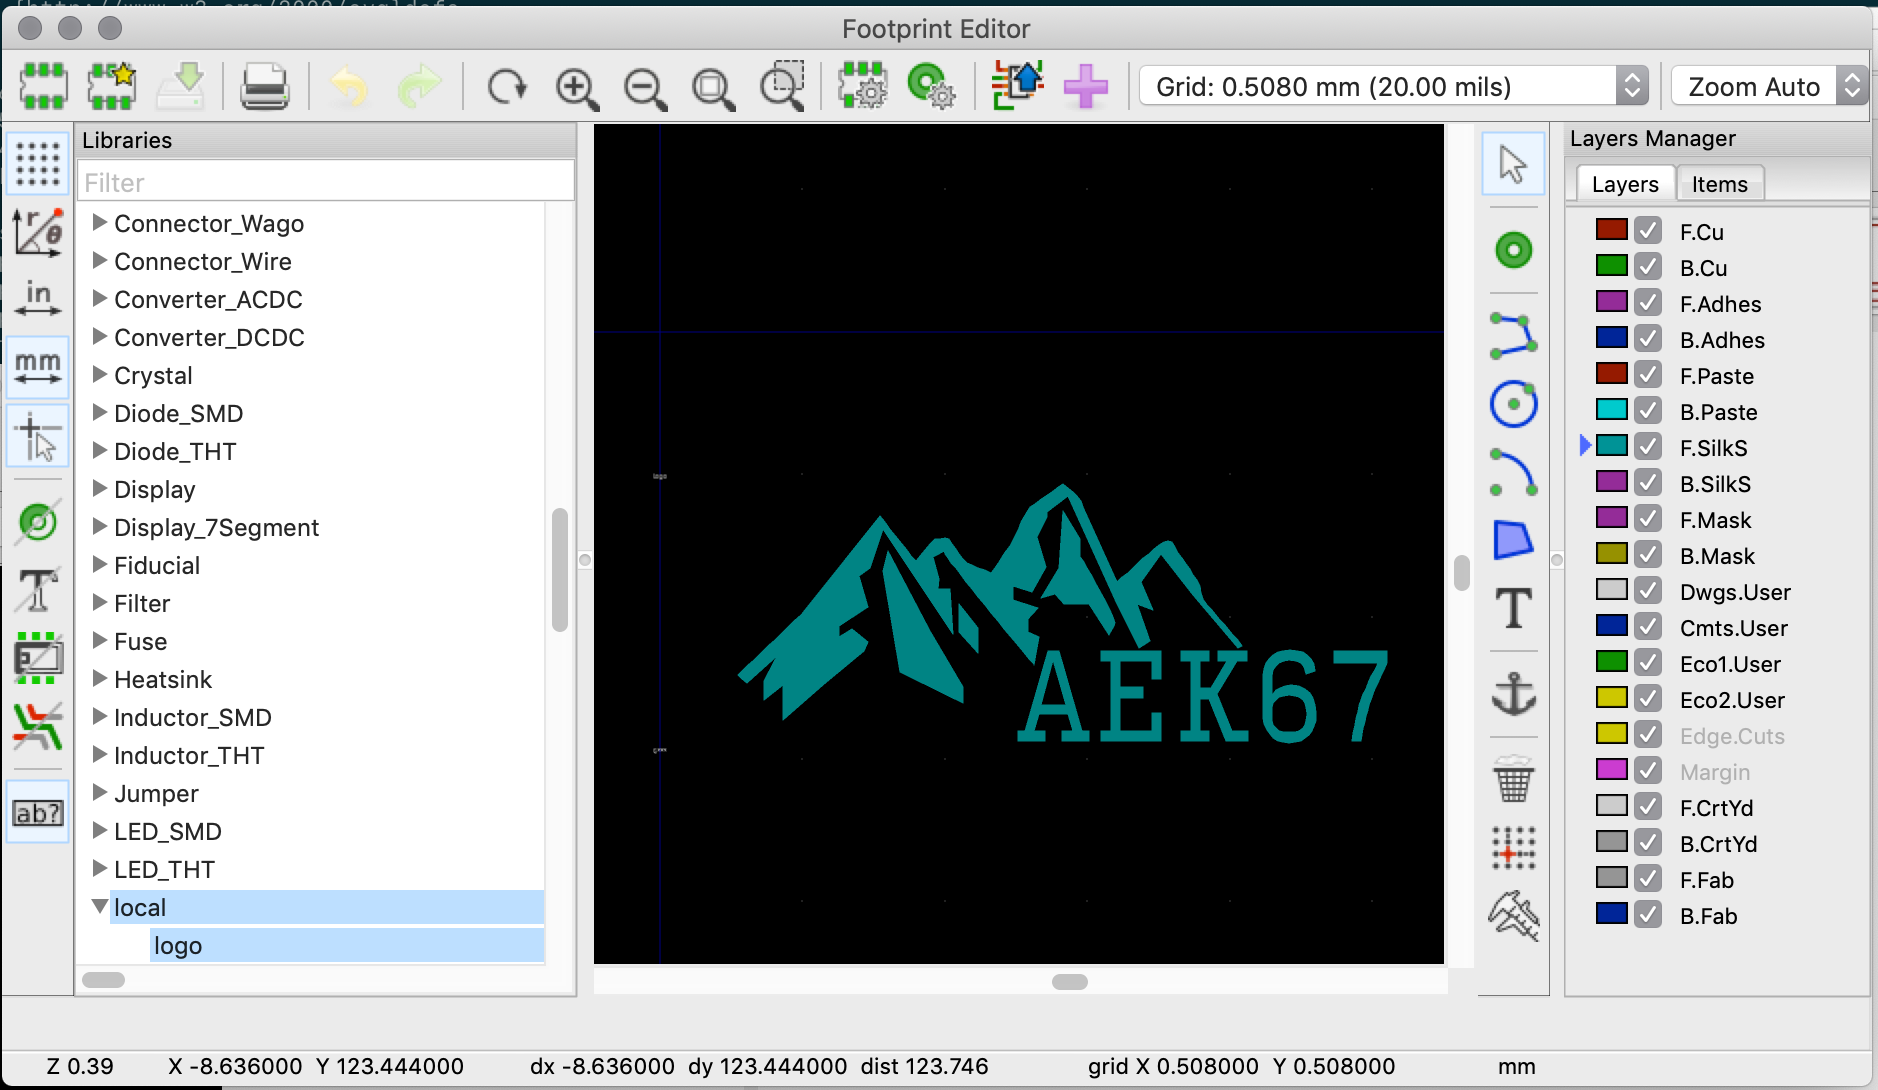 Footprint Editor
Grid: 0.5080 mm (20.00 mils)
Zoom Auto
Libraries
Filter
Connector_Wago
Connector_Wire
Converter_ACDC
Converter_DCDC
Crystal
Diode_SMD
Diode_THT
Display
Display_7Segment
Fiducial
Filter
Fuse
Heatsink
Inductor_SMD
Inductor_THT
Jumper
LED_SMD
LED_THT
local
logo
r
θ
in
mm
T
ab?
logo
AEK67
T
Layers Manager
Layers Items
F.Cu
B.Cu
F.Adhes
B.Adhes
F.Paste
B.Paste
F.SilkS
B.SilkS
F.Mask
B.Mask
Dwgs.User
Cmts.User
Eco1.User
Eco2.User
Edge.Cuts
Margin
F.CrtYd
B.CrtYd
F.Fab
B.Fab
Z 0.39 X -8.636000 Y 123.444000 dx -8.636000 dy 123.444000 dist 123.746 grid X 0.508000 Y 0.508000 mm